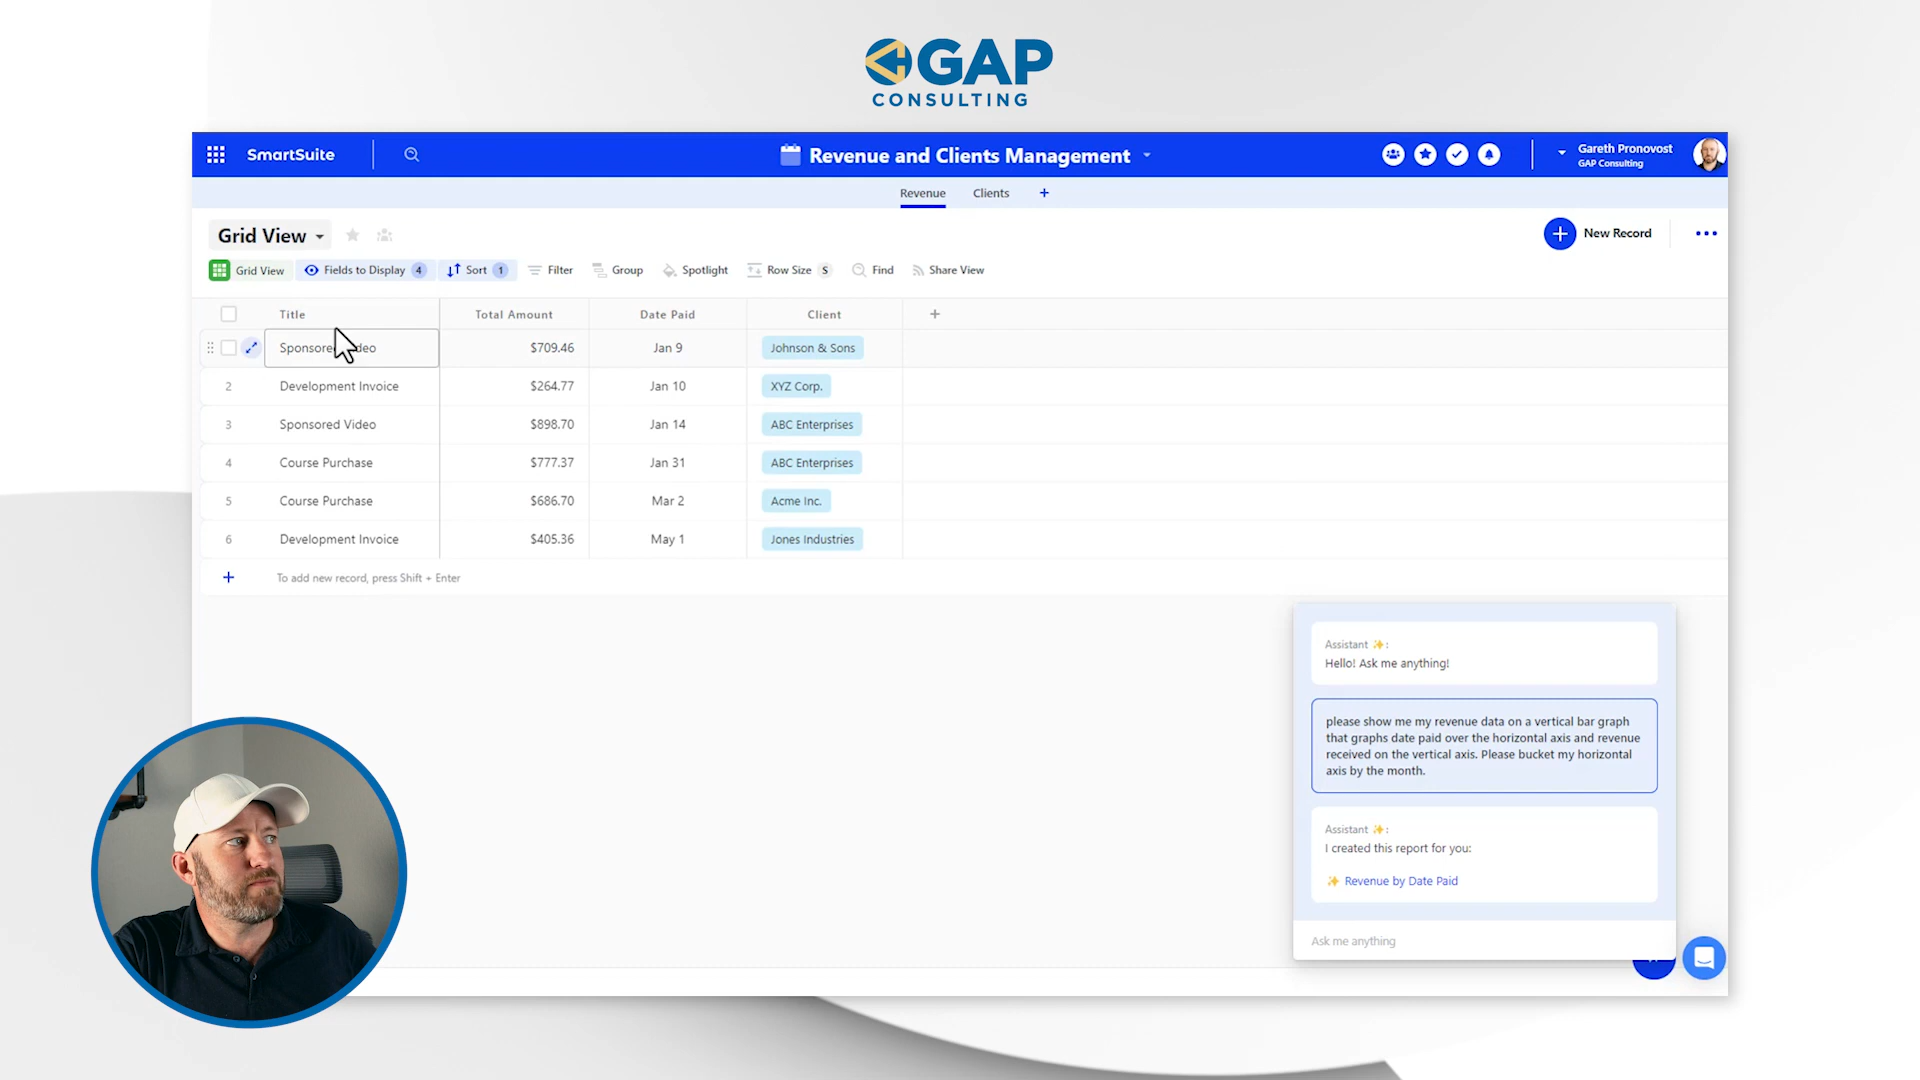 GAP
CONSULTING
SmartSuite
Revenue and Clients Management
Gareth Pronovost
GAP Consulting
Revenue
Clients
+
Grid View
New Record
Grid View
Fields to Display 4
Sort 1
Filter
Group
Spotlight
Row Size S
Find
Share View
Title
Total Amount
Date Paid
Client
+
$709.46
Jan 9
Johnson & Sons
2
Development Invoice
$264.77
Jan 10
XYZ Corp.
3
Sponsored Video
$898.70
Jan 14
ABC Enterprises
4
Course Purchase
$777.37
Jan 31
ABC Enterprises
5
Course Purchase
$686.70
Mar 2
Acme Inc.
6
Development Invoice
$405.36
May 1
Jones Industries
+
To add new record, press Shift + Enter
Assistant ✨:
Hello! Ask me anything!
please show me my revenue data on a vertical bar graph
that graphs date paid over the horizontal axis and revenue
received on the vertical axis. Please bucket my horizontal
axis by the month.
Assistant ✨:
I created this report for you:
✨ Revenue by Date Paid
Ask me anything